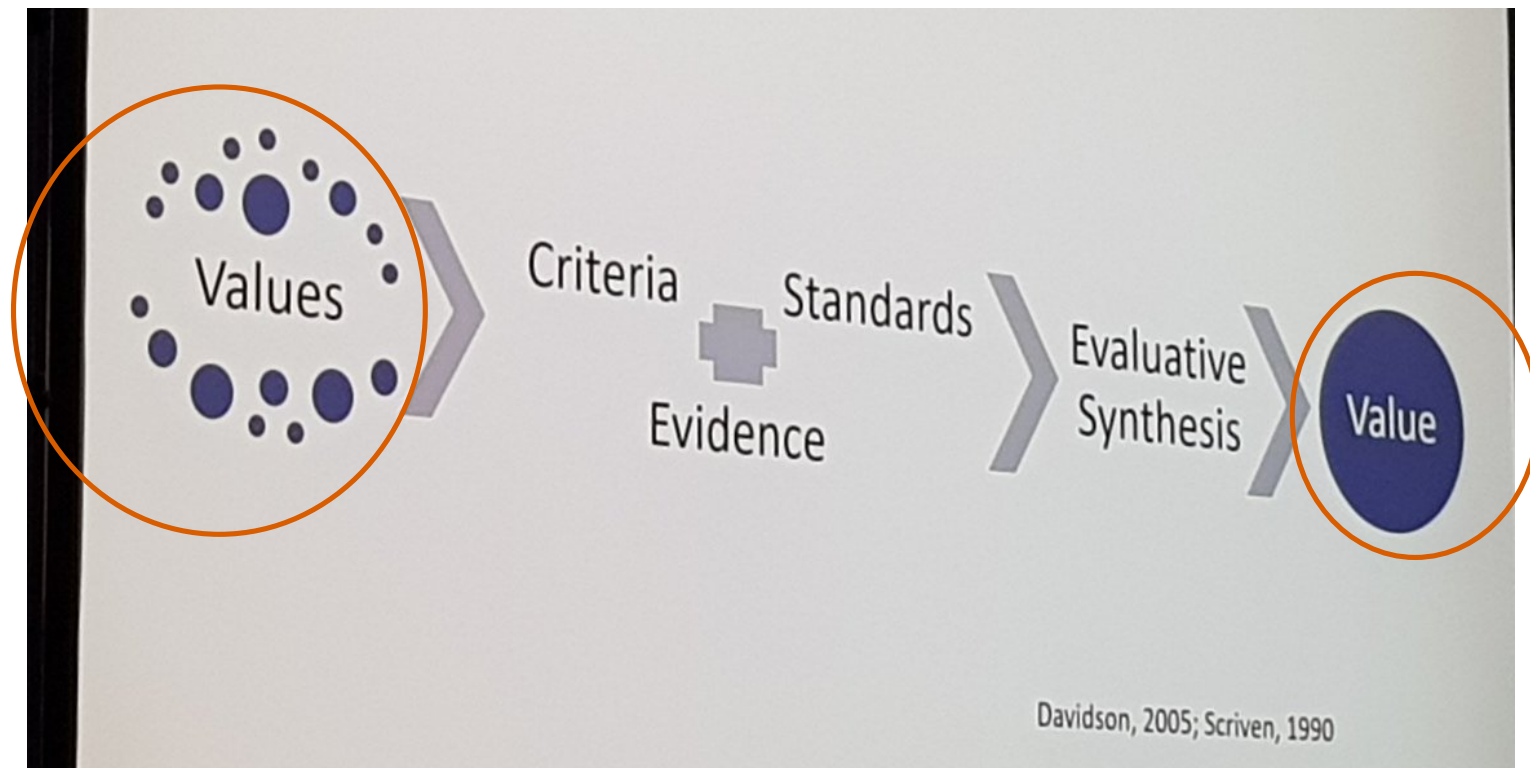 Values
Criteria
Standards
Evidence
Evaluative
Synthesis
Value
Davidson, 2005; Scriven, 1990